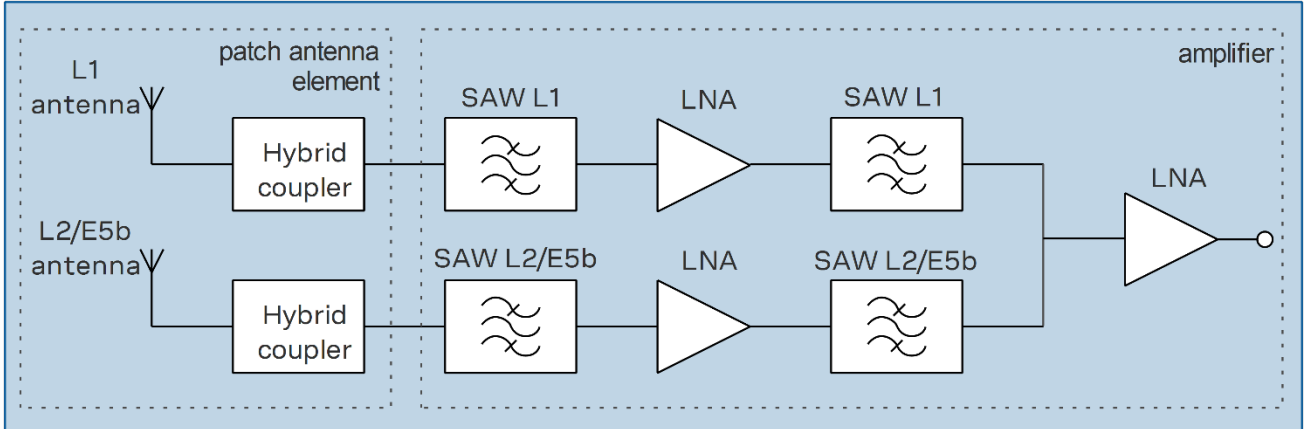 patch antenna
element
amplifier
L1
antenna
Hybrid
coupler
SAW L1
LNA
SAW L1
LNA
L2/E5b
antenna
Hybrid
coupler
SAW L2/E5b
LNA
SAW L2/E5b